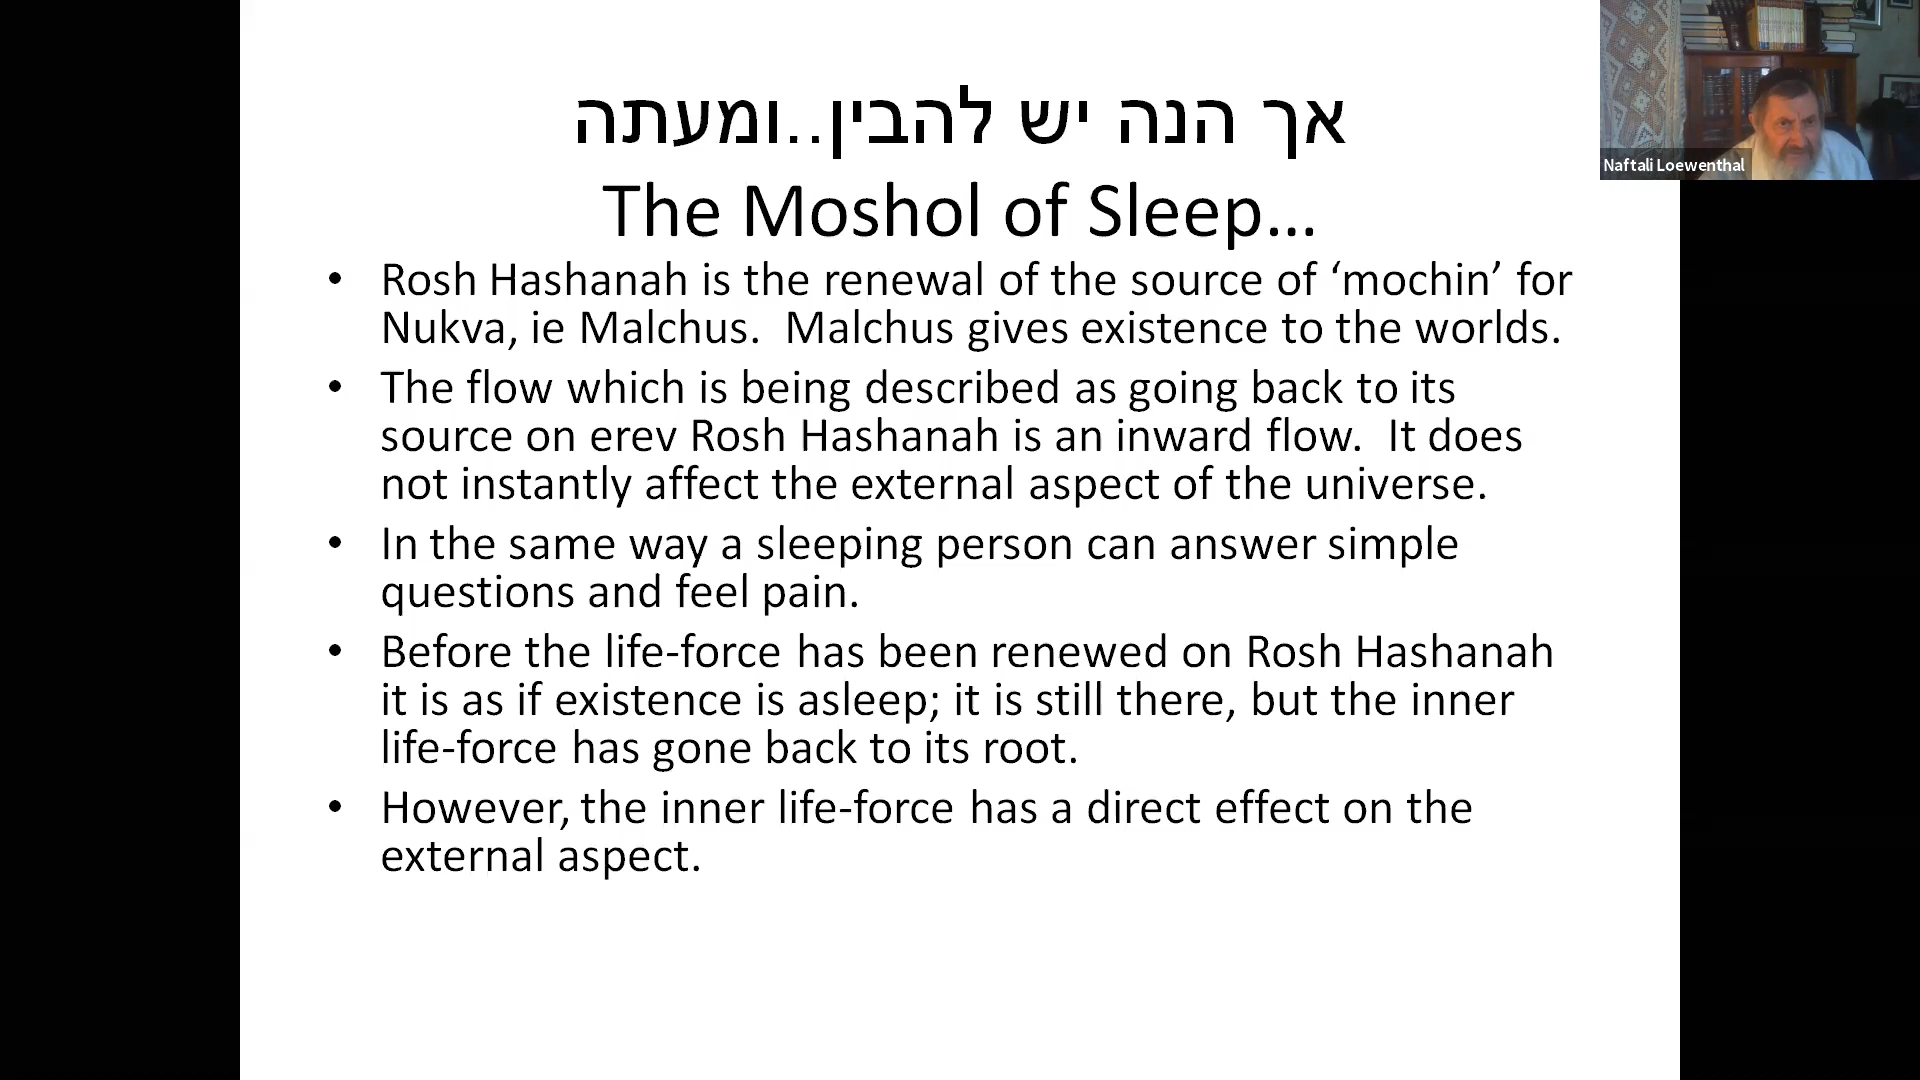 אך הנה יש להבין..ומעתה
The Moshol of Sleep...
• Rosh Hashanah is the renewal of the source of ‘mochin’ for
Nukva, ie Malchus.  Malchus gives existence to the worlds.
• The flow which is being described as going back to its
source on erev Rosh Hashanah is an inward flow.  It does
not instantly affect the external aspect of the universe.
• In the same way a sleeping person can answer simple
questions and feel pain.
• Before the life-force has been renewed on Rosh Hashanah
it is as if existence is asleep; it is still there, but the inner
life-force has gone back to its root.
• However, the inner life-force has a direct effect on the
external aspect.
Naftali Loewenthal